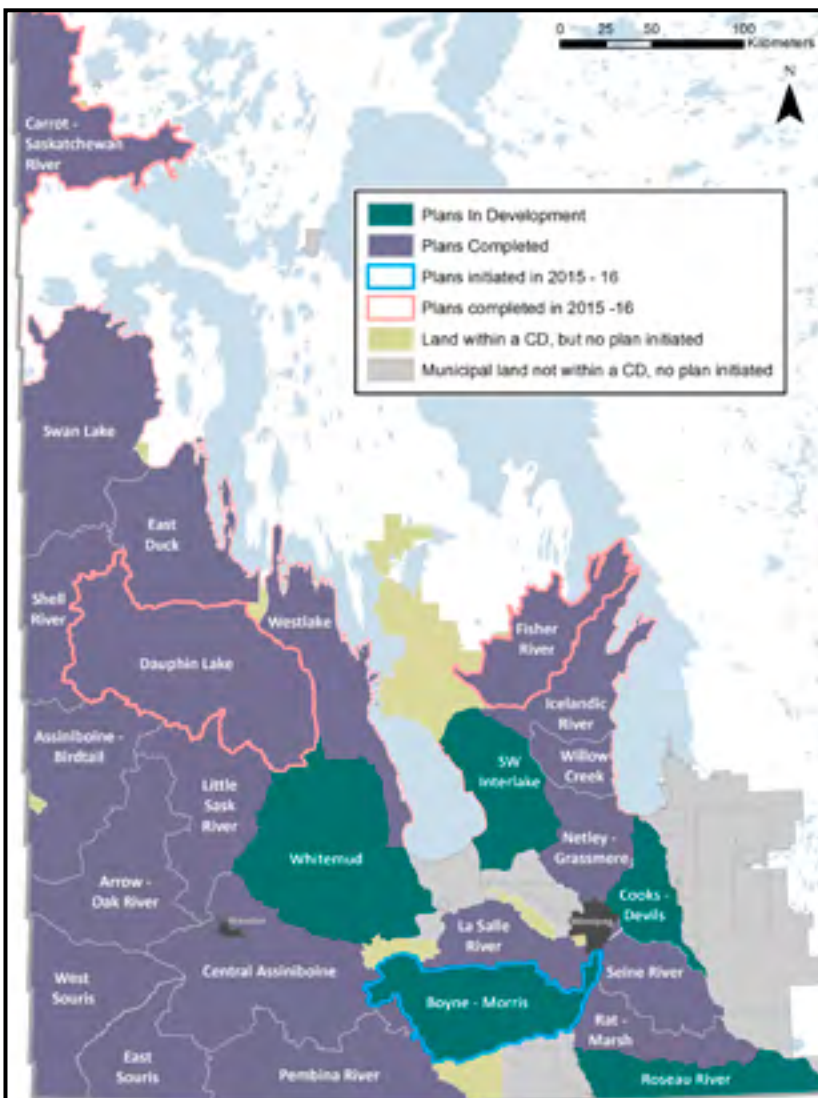 0 25 50 100
Kilometers
N
Carrot -
Saskatchewan
River
Plans In Development
Plans Completed
Plans initiated in 2015 - 16
Plans completed in 2015 -16
Land within a CD, but no plan initiated
Municipal land not within a CD, no plan initiated
Swan Lake
East
Duck
Shell
River
Westlake
Dauphin Lake
Fisher
River
Icelandic
River
Assiniboine -
Birdtail
Willow
Creek
SW
Interlake
Little
Sask
River
Whitemud
Netley -
Grassmere
Arrow -
Oak River
Cooks -
Devils
Brandon
Winnipeg
La Salle
River
Central Assiniboine
West
Souris
Seine River
Boyne - Morris
Rat -
Marsh
East
Souris
Pembina River
Roseau River